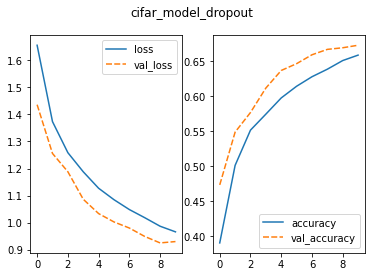 cifar_model_dropout
loss
val_loss
1.6
1.5
1.4
1.3
1.2
1.1
1.0
0.9
0 2 4 6 8
accuracy
val_accuracy
0.65
0.60
0.55
0.50
0.45
0.40
0 2 4 6 8